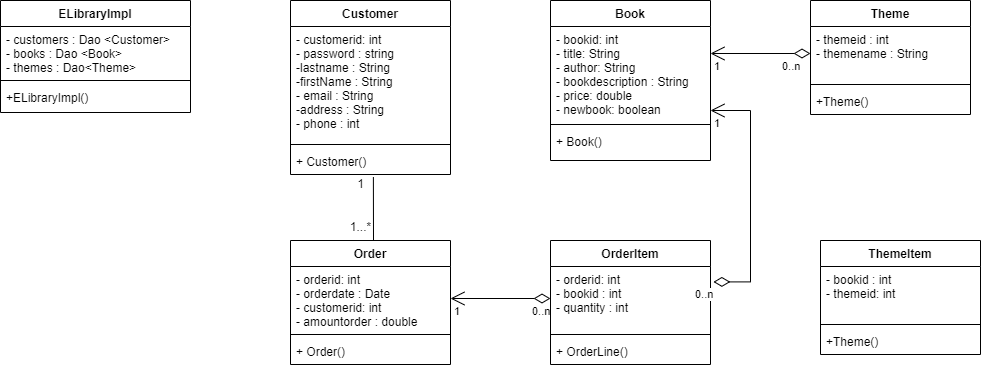 ELibraryImpl
- customers : Dao <Customer>
- books : Dao <Book>
- themes : Dao<Theme>
+ELibraryImpl()
Customer
- customerid: int
- password : string
-lastname : String
-firstName : String
- email : String
-address : String
- phone : int
+ Customer()
Book
- bookid: int
- title: String
- author: String
- bookdescription : String
- price: double
- newbook: boolean
+ Book()
1
0..n
1
Theme
- themeid : int
- themename : String
+Theme()
1
1...*
Order
- orderid: int
- orderdate : Date
- customerid: int
- amountorder : double
+ Order()
1
0..n
OrderItem
- orderid: int
- bookid : int
- quantity : int
+ OrderLine()
0..n
ThemeItem
- bookid : int
- themeid: int
+Theme()